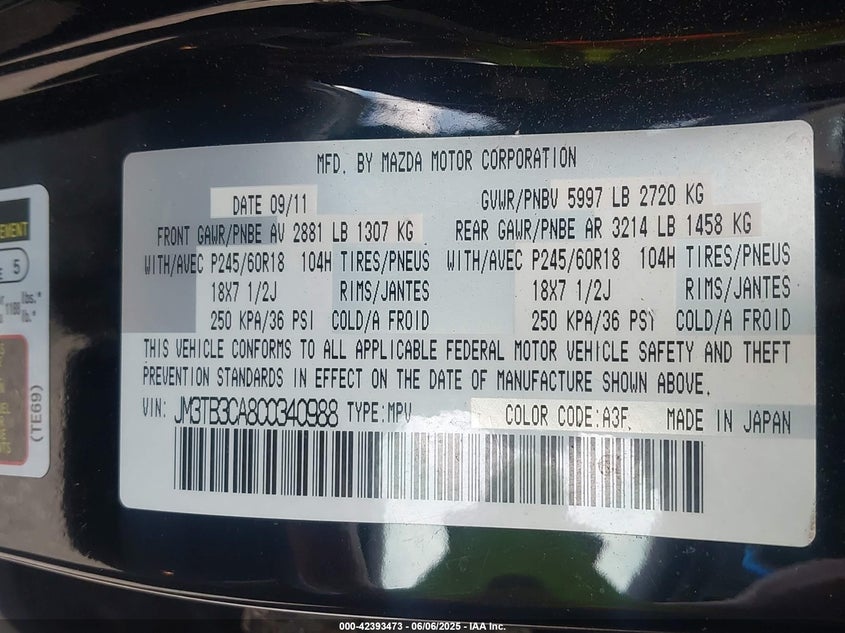 MFD. BY MAZDA MOTOR CORPORATION
DATE 09/11 GVWR/PNBV 5997 LB 2720 KG
FRONT GAWR/PNBE AV 2881 LB 1307 KG REAR GAWR/PNBE AR 3214 LB 1458 KG
WITH/AVEC P245/60R18 104H TIRES/PNEUS WITH/AVEC P245/60R18 104H TIRES/PNEUS
18X7 1/2J RIMS/JANTES 18X7 1/2J RIMS/JANTES
250 KPA/36 PSI COLD/A FROID 250 KPA/36 PSI COLD/A FROID
THIS VEHICLE CONFORMS TO ALL APPLICABLE FEDERAL MOTOR VEHICLE SAFETY AND THEFT
PREVENTION STANDARDS IN EFFECT ON THE DATE OF MANUFACTURE SHOWN ABOVE.
VIN: JM3TB3CA8C0340988 TYPE:MPV COLOR CODE:A3F MADE IN JAPAN
EMENT
5
lbs.*
lb.*
(TE69)
000-42393473 - 06/06/2025 - IAA Inc.